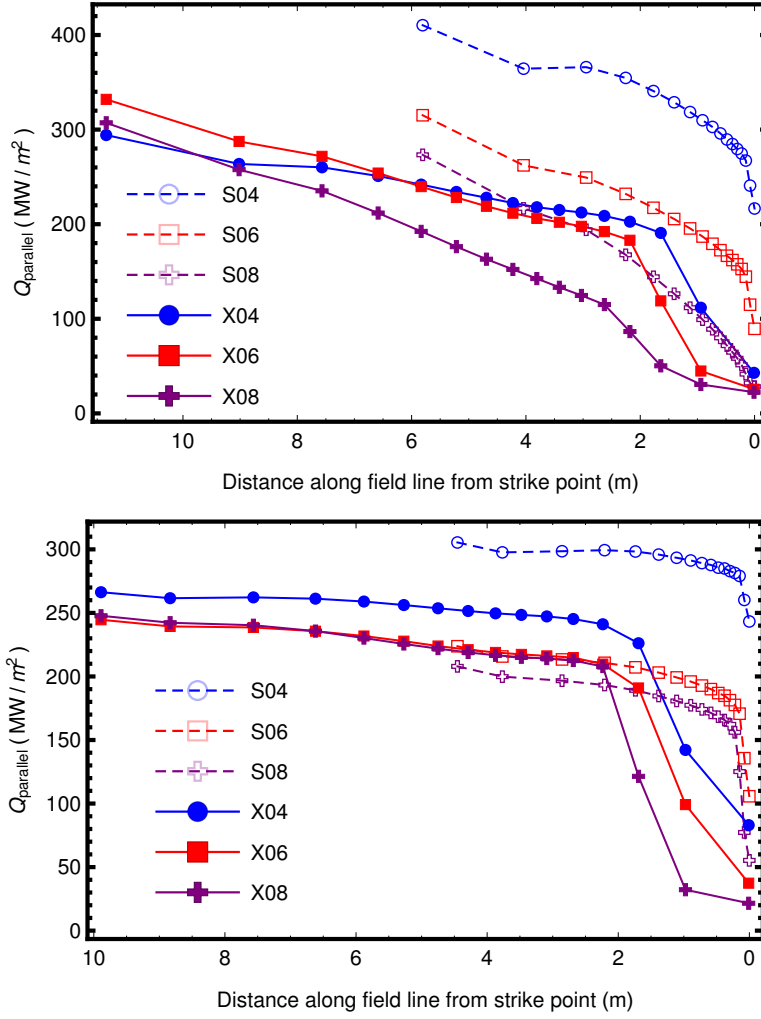 400
300
200
100
0
Qparallel ( MW / m²)
S04
S06
S08
X04
X06
X08
10 8 6 4 2 0
Distance along field line from strike point (m)
300
250
200
150
100
50
0
Qparallel ( MW / m²)
S04
S06
S08
X04
X06
X08
10 8 6 4 2 0
Distance along field line from strike point (m)